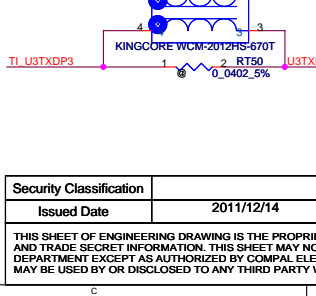 4 3
KINGCORE WCM-2012HS-670T
TI_U3TXDP3 1 2 RT50 U3TX
@ 0_0402_5%
Security Classification
Issued Date 2011/12/14
THIS SHEET OF ENGINEERING DRAWING IS THE PROPRI
AND TRADE SECRET INFORMATION. THIS SHEET MAY NO
DEPARTMENT EXCEPT AS AUTHORIZED BY COMPAL ELE
MAY BE USED BY OR DISCLOSED TO ANY THIRD PARTY W
C